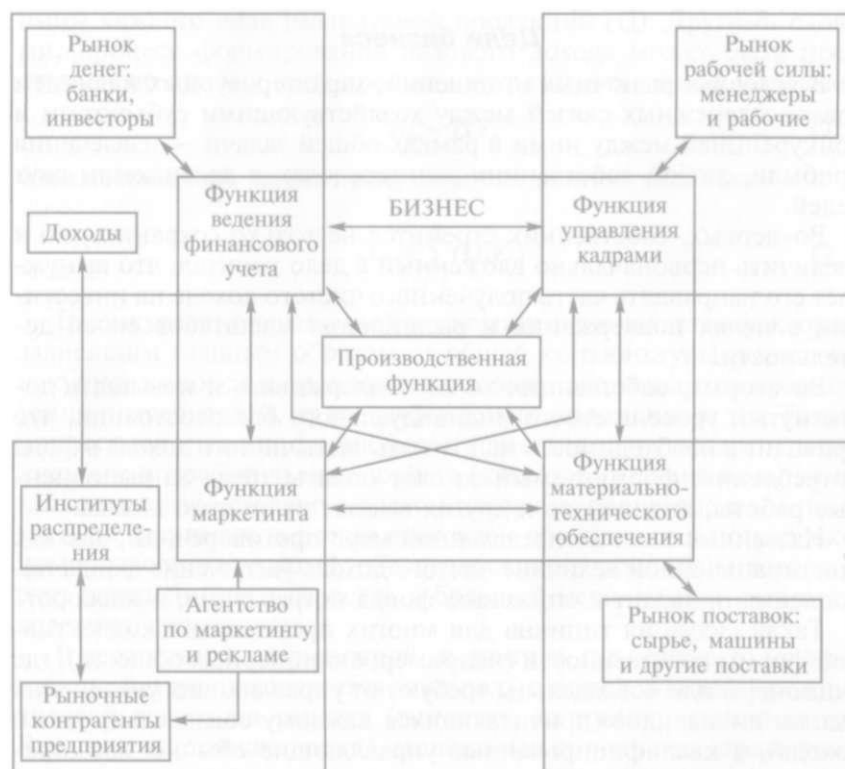 Рынок
денег:
банки,
инвесторы
Рынок
рабочей силы:
менеджеры
и рабочие
Доходы
Функция
ведения
финансового
учета
БИЗНЕС
Функция
управления
кадрами
Производственная
функция
Институты
распределе-
ния
Функция
маркетинга
Функция
материально-
технического
обеспечения
Агентство
по маркетингу
и рекламе
Рынок поставок:
сырье, энергия
и другие поставки
Рыночные
контрагенты
предприятия